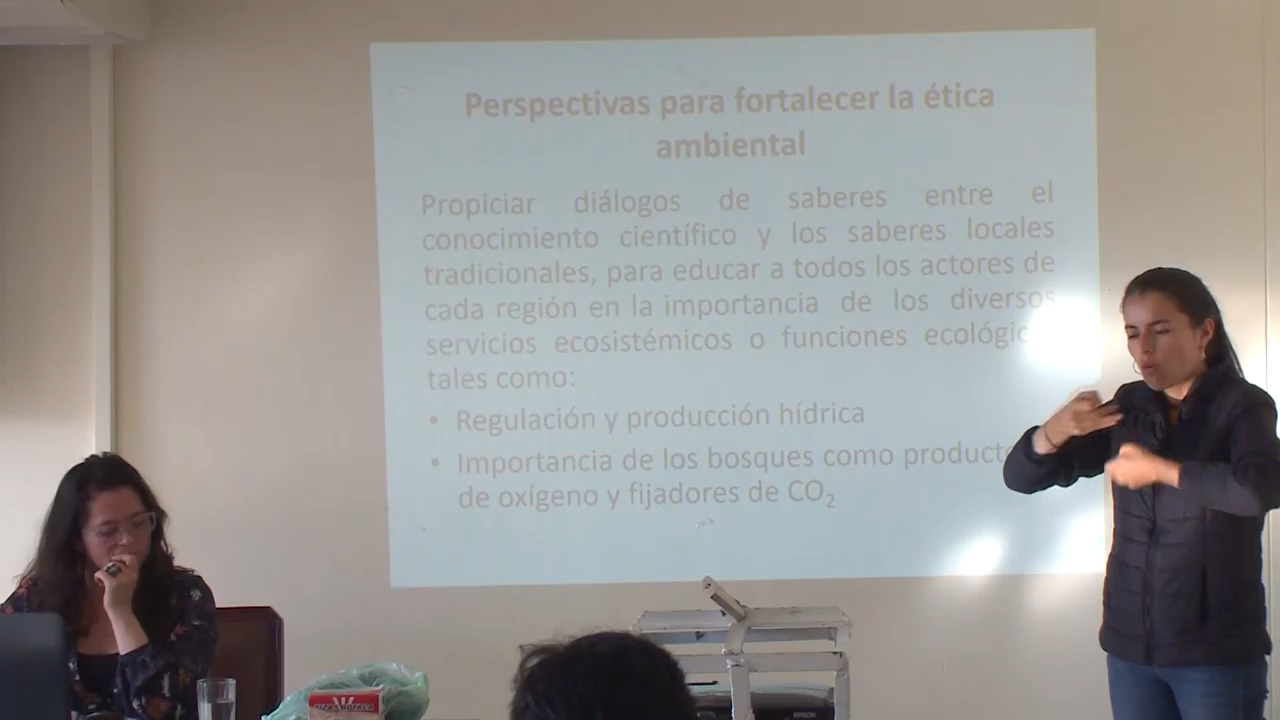 Perspectivas para fortalecer la ética
ambiental
Propiciar diálogos de saberes entre el
conocimiento científico y los saberes locales
tradicionales, para educar a todos los actores de
cada región en la importancia de los diversos
servicios ecosistémicos o funciones
tales como:
• Regulación y producción hídrica
• Importancia de los bosques como
de oxígeno y fijadores de CO₂
EPSON